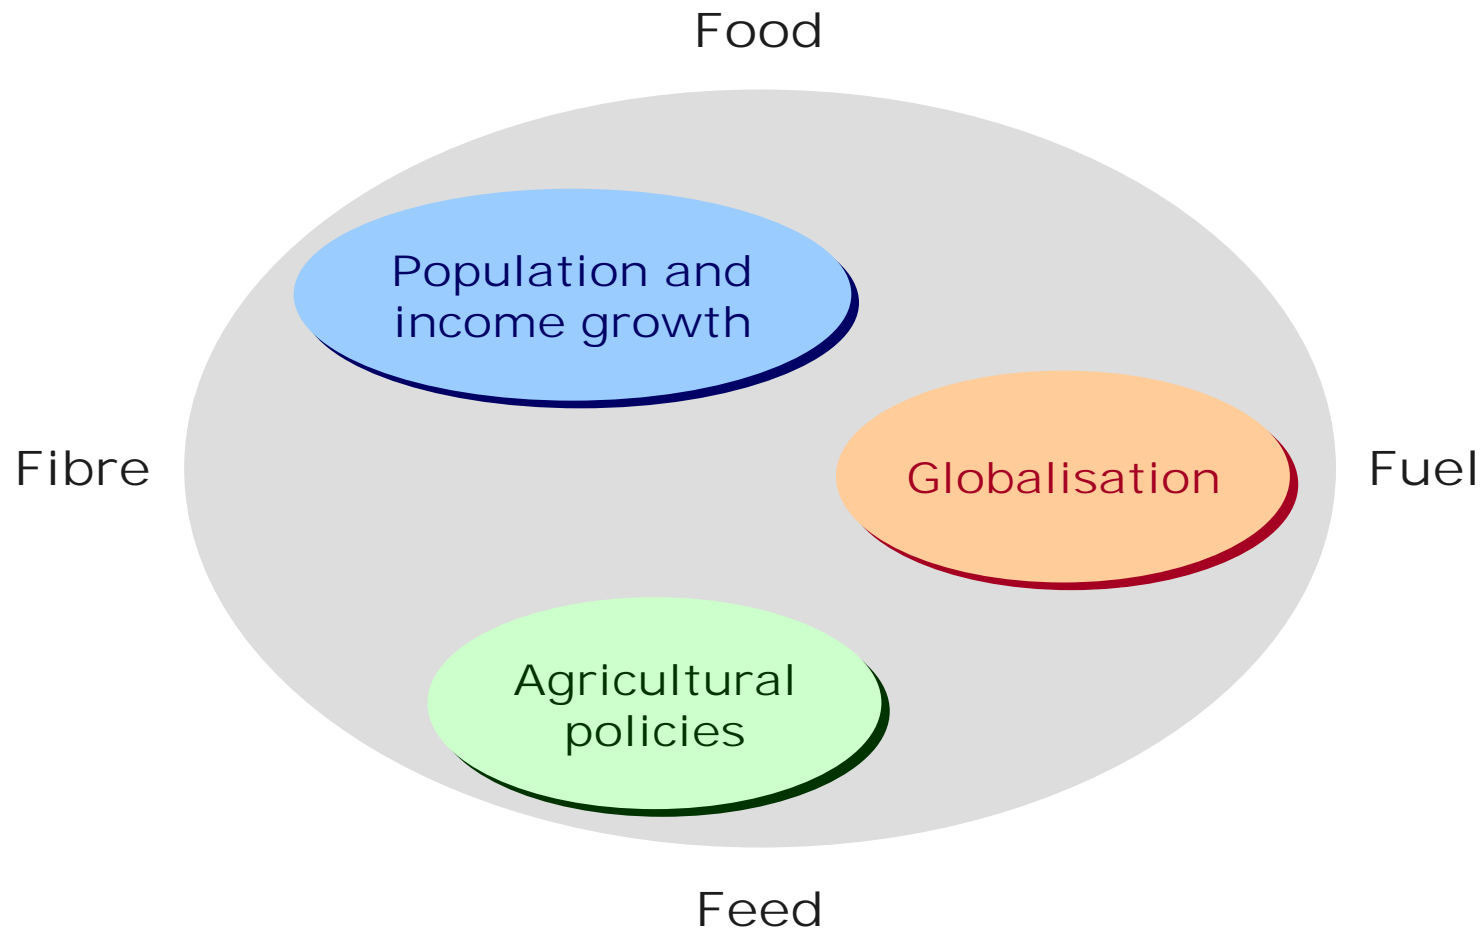 Food
Population and
income growth
Fibre
Globalisation
Fuel
Agricultural
policies
Feed